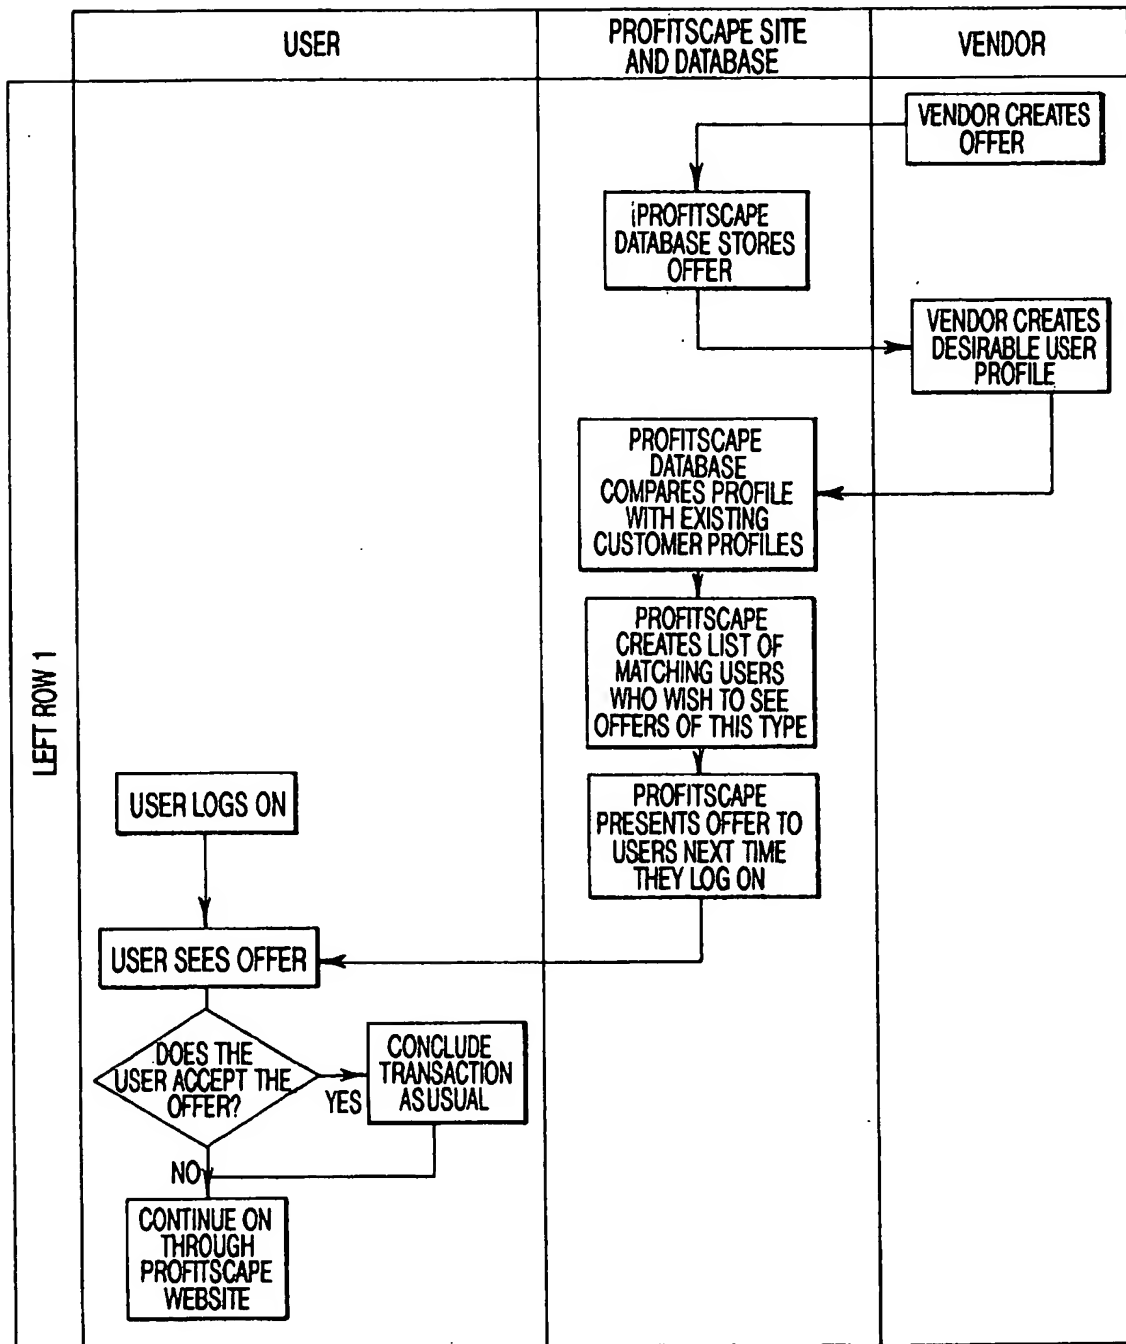 USER
PROFITSCAPE SITE
AND DATABASE
VENDOR
LEFT ROW 1
VENDOR CREATES
OFFER
iPROFITSCAPE
DATABASE STORES
OFFER
VENDOR CREATES
DESIRABLE USER
PROFILE
PROFITSCAPE
DATABASE
COMPARES PROFILE
WITH EXISTING
CUSTOMER PROFILES
PROFITSCAPE
CREATES LIST OF
MATCHING USERS
WHO WISH TO SEE
OFFERS OF THIS TYPE
PROFITSCAPE
PRESENTS OFFER TO
USERS NEXT TIME
THEY LOG ON
USER LOGS ON
USER SEES OFFER
DOES THE
USER ACCEPT THE
OFFER?
YES
CONCLUDE
TRANSACTION
AS USUAL
NO
CONTINUE ON
THROUGH
PROFITSCAPE
WEBSITE